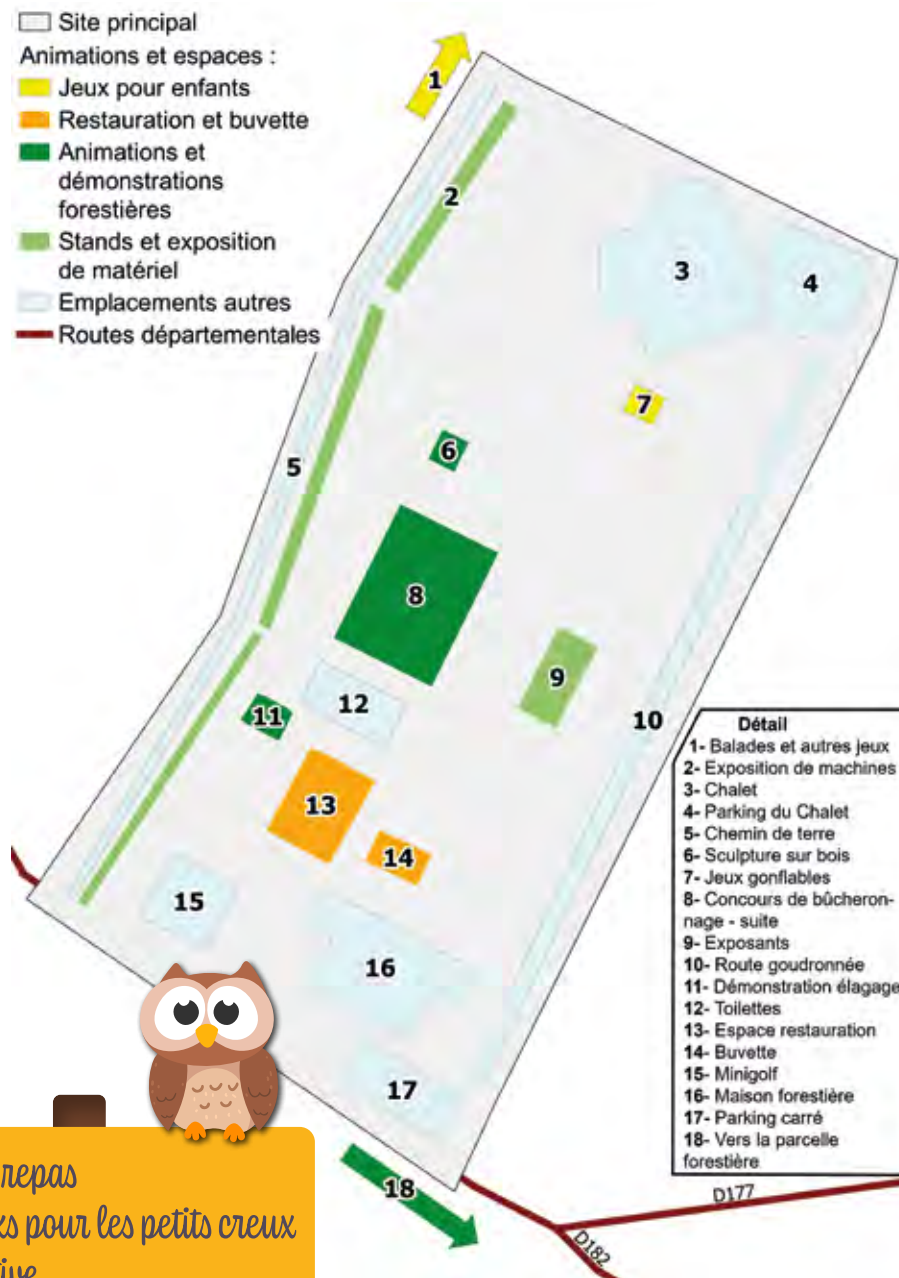 Site principal
Animations et espaces :
Jeux pour enfants
Restauration et buvette
Animations et
démonstrations
forestières
Stands et exposition
de matériel
Emplacements autres
Routes départementales
1
2
3
4
5
6
7
8
9
10
11
12
13
14
15
16
17
18
D177
D182
Détail
1- Balades et autres jeux
2- Exposition de machines
3- Chalet
4- Parking du Chalet
5- Chemin de terre
6- Sculpture sur bois
7- Jeux gonflables
8- Concours de bûcheron-
nage - suite
9- Exposants
10- Route goudronnée
11- Démonstration élagage
12- Toilettes
13- Espace restauration
14- Buvette
15- Minigolf
16- Maison forestière
17- Parking carré
18- Vers la parcelle
forestière
repas
pour les petits creux